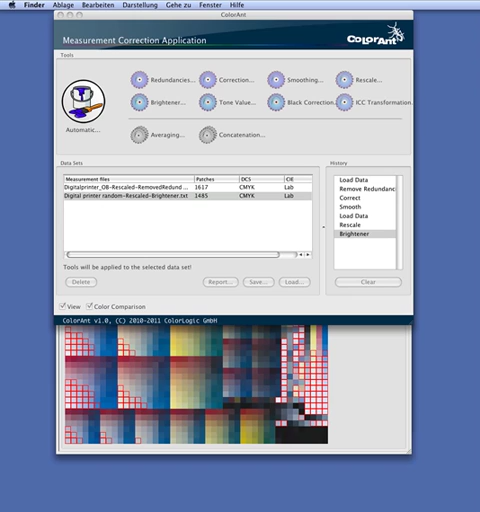 Finder Ablage Bearbeiten Darstellung Gehe zu Fenster Hilfe
ColorAnt
Measurement Correction Application
COLORANT
Tools
Automatic...
Redundancies... Correction... Smoothing... Rescale...
Brightener... Tone Value... Black Correction. ICC Transformation.
Averaging... Concatenation...
Data Sets
Measurement files Patches DCS CIE
Digitalprinter_OB-Rescaled-RemovedRedund ... 1617 CMYK Lab
Digital printer random-Rescaled-Brightener.txt 1485 CMYK Lab
Tools will be applied to the selected data set!
Delete Report... Save... Load...
History
Load Data
Remove Redundanc
Correct
Smooth
Load Data
Rescale
Brightener
Clear
View Color Comparison
ColorAnt v1.0, (C) 2010-2011 ColorLogic GmbH